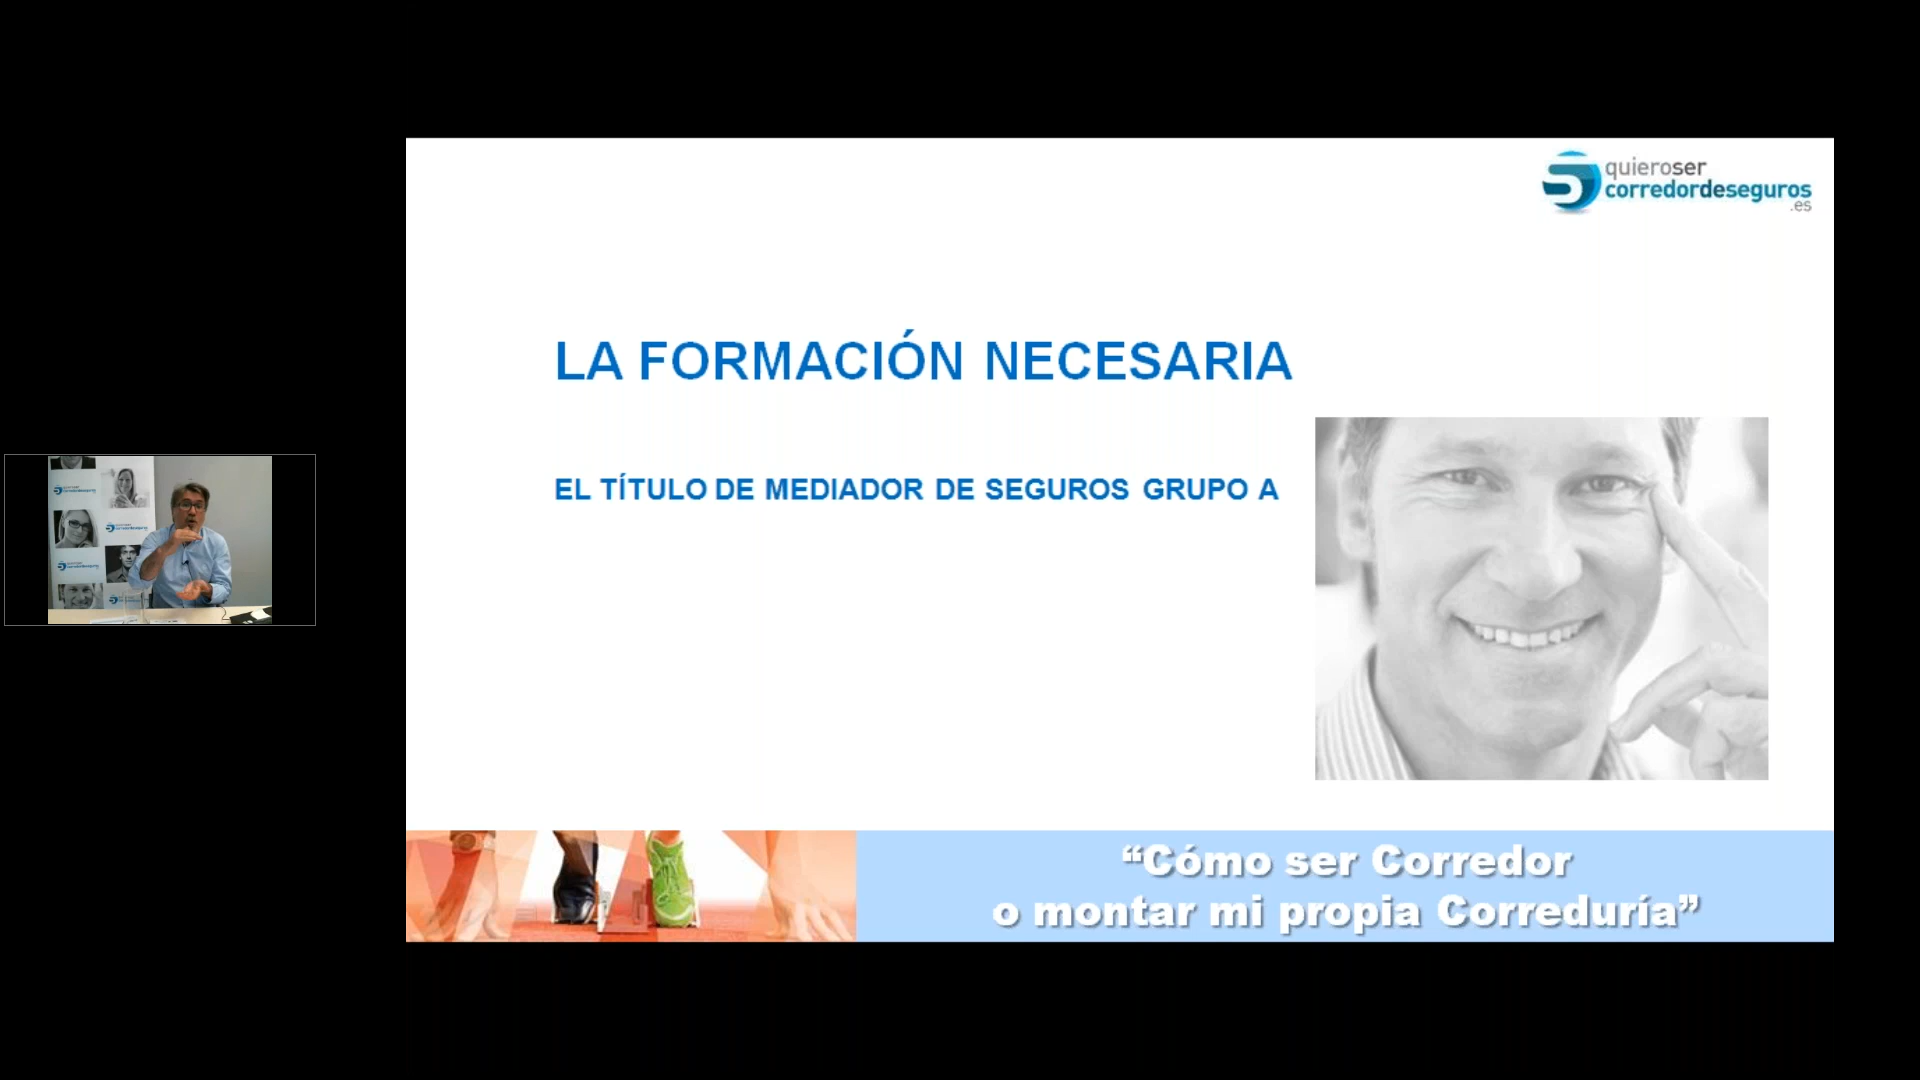 quieroser
corredordeseguros
.es
LA FORMACIÓN NECESARIA
EL TÍTULO DE MEDIADOR DE SEGUROS GRUPO A
“Cómo ser Corredor
o montar mi propia Correduría”